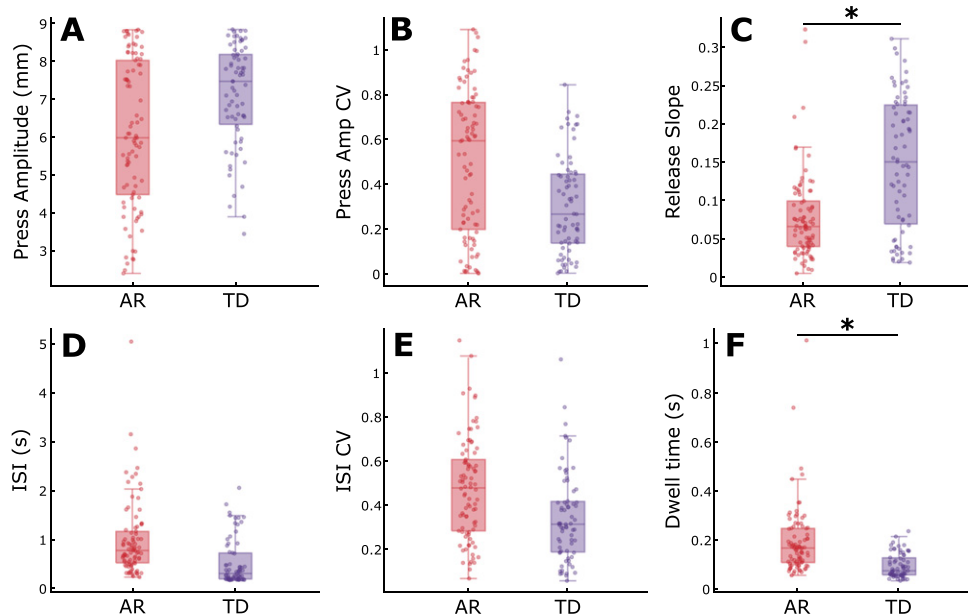 A
Press Amplitude (mm)
9
8
7
6
5
4
3
AR
TD
B
Press Amp CV
1
0.8
0.6
0.4
0.2
0
AR
TD
C
*
Release Slope
0.3
0.25
0.2
0.15
0.1
0.05
0
AR
TD
D
ISI (s)
5
4
3
2
1
0
AR
TD
E
ISI CV
1
0.8
0.6
0.4
0.2
AR
TD
F
*
Dwell time (s)
1
0.8
0.6
0.4
0.2
0
AR
TD